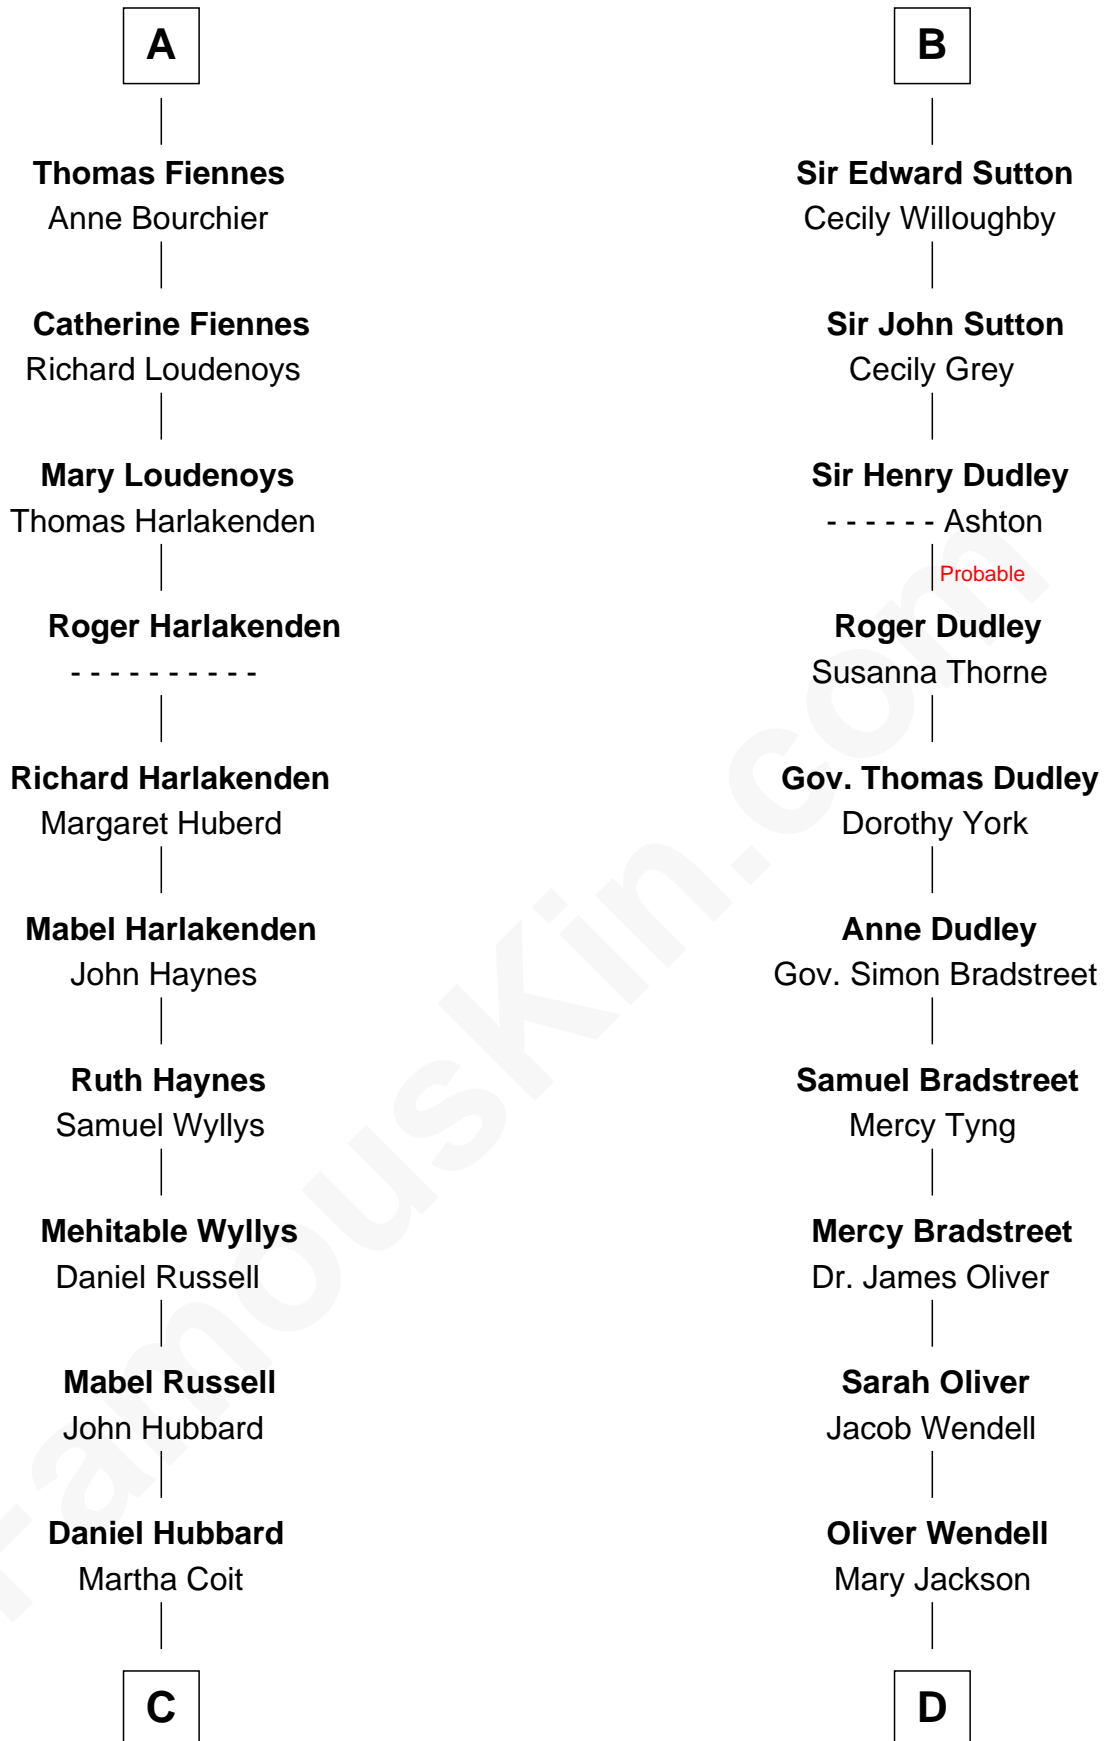 A
Thomas Fiennes
Anne Bourchier
Catherine Fiennes
Richard Loudenoys
Mary Loudenoys
Thomas Harlakenden
Roger Harlakenden
- - - - - - - - - -
Richard Harlakenden
Margaret Huberd
Mabel Harlakenden
John Haynes
Ruth Haynes
Samuel Wyllys
Mehitable Wyllys
Daniel Russell
Mabel Russell
John Hubbard
Daniel Hubbard
Martha Coit
C
B
Sir Edward Sutton
Cecily Willoughby
Sir John Sutton
Cecily Grey
Sir Henry Dudley
- - - - - - Ashton
Probable
Roger Dudley
Susanna Thorne
Gov. Thomas Dudley
Dorothy York
Anne Dudley
Gov. Simon Bradstreet
Samuel Bradstreet
Mercy Tyng
Mercy Bradstreet
Dr. James Oliver
Sarah Oliver
Jacob Wendell
Oliver Wendell
Mary Jackson
D
FamousKin.com